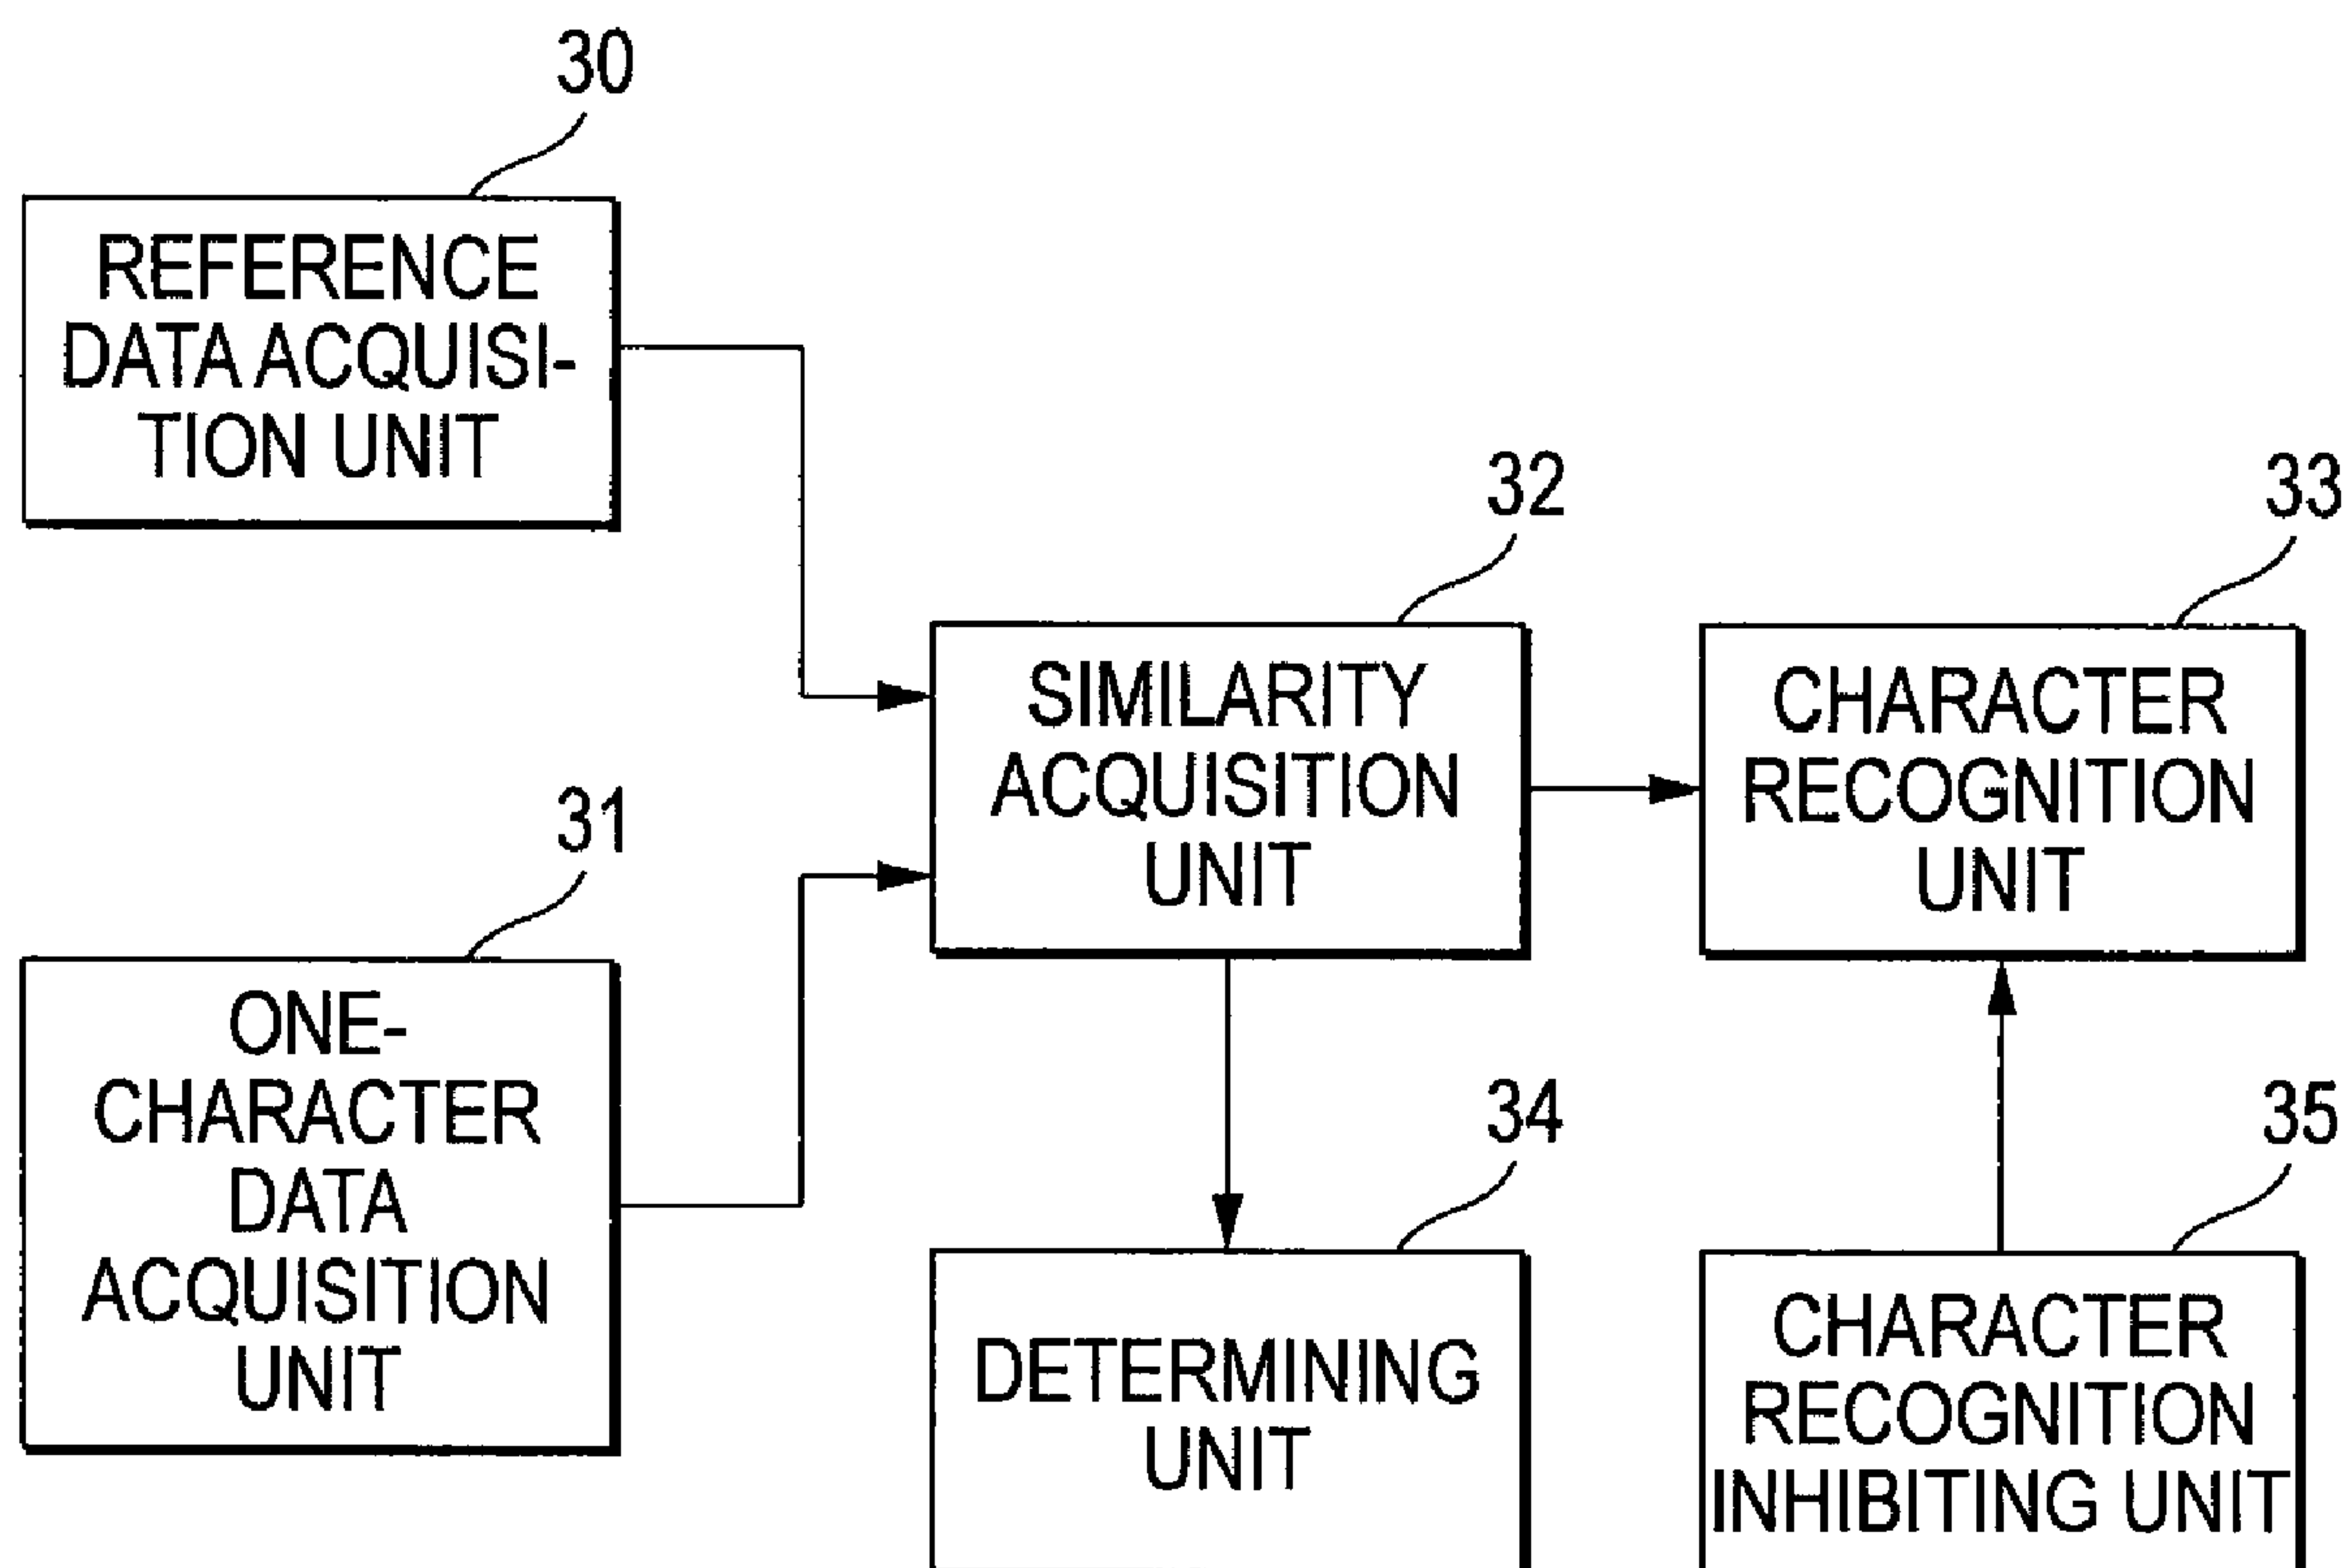 30
REFERENCE
DATA ACQUISI-
TION UNIT
32
33
SIMILARITY
ACQUISITION
UNIT
CHARACTER
RECOGNITION
UNIT
31
ONE-
CHARACTER
DATA
ACQUISITION
UNIT
34
35
DETERMINING
UNIT
CHARACTER
RECOGNITION
INHIBITING UNIT